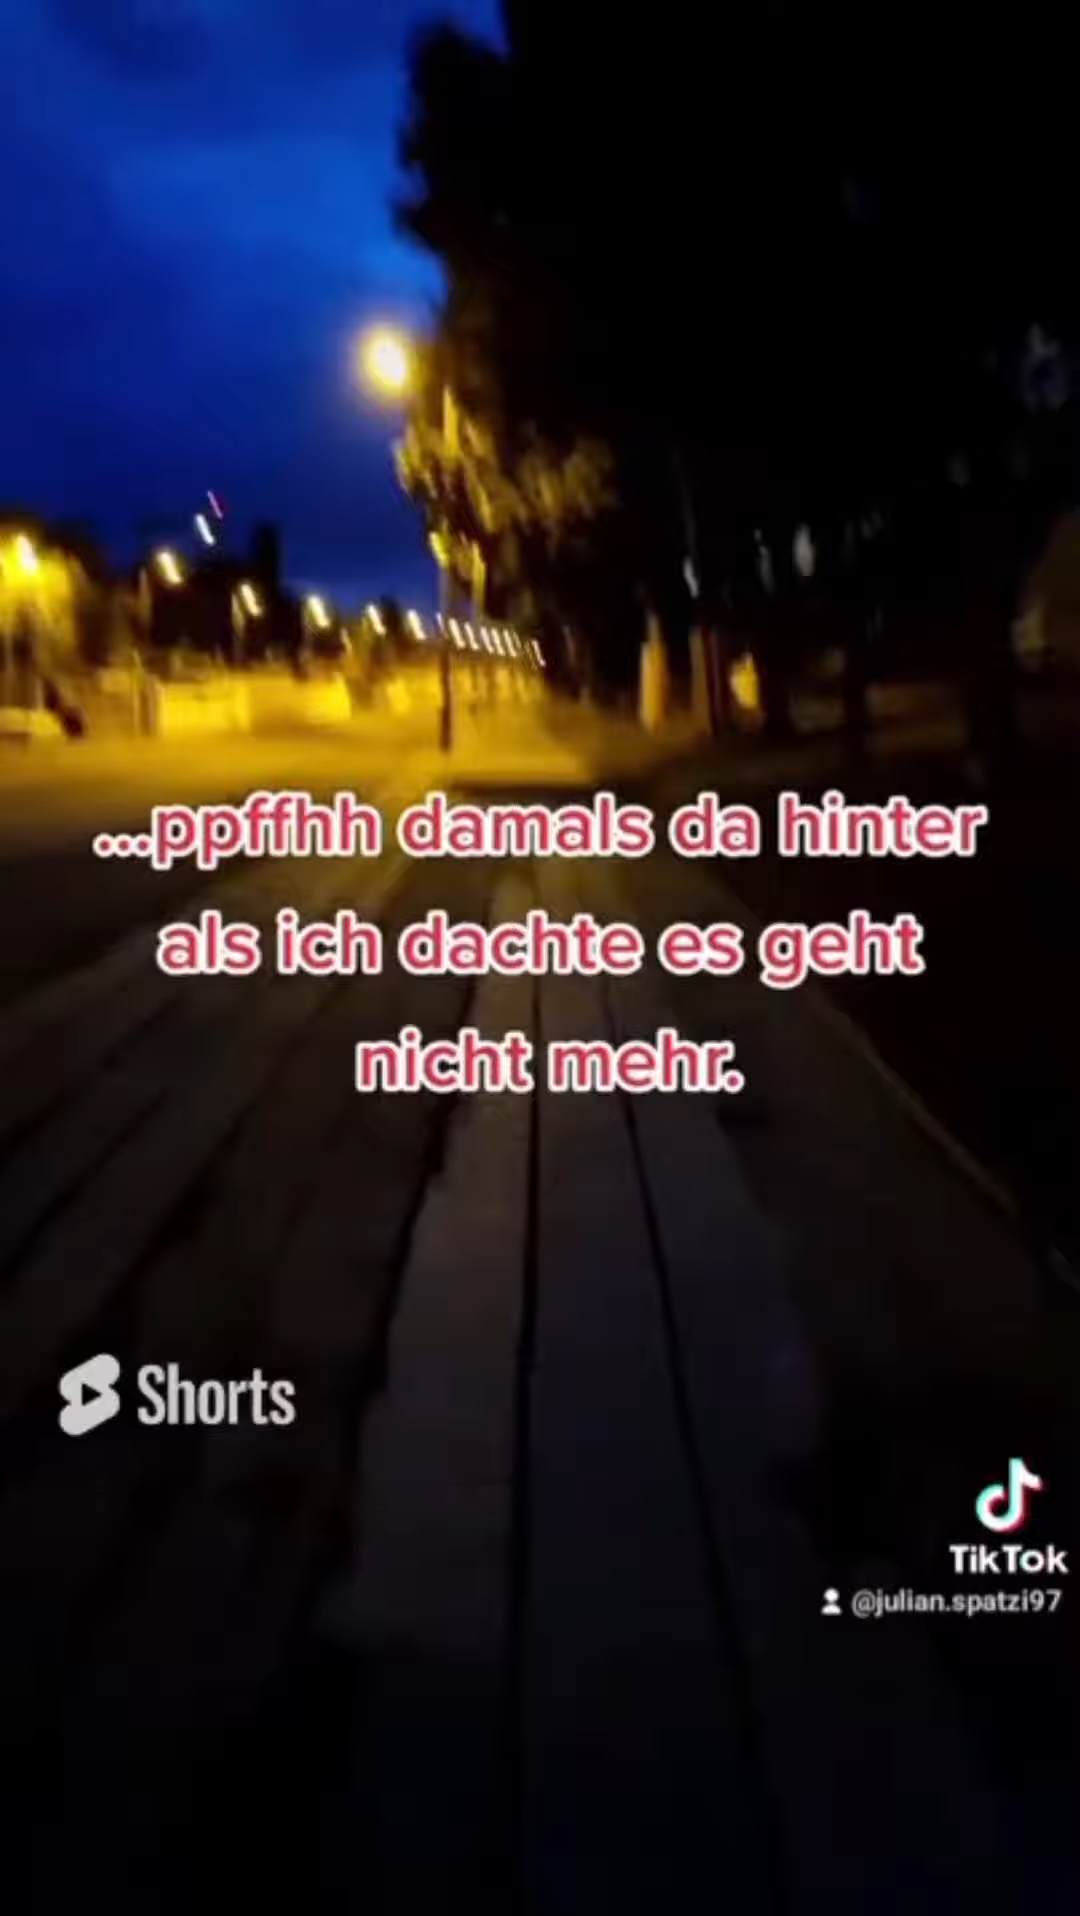 ...ppffhh damals da hinter
als ich dachte es geht
nicht mehr.
Shorts
TikTok
@julian.spatzi97